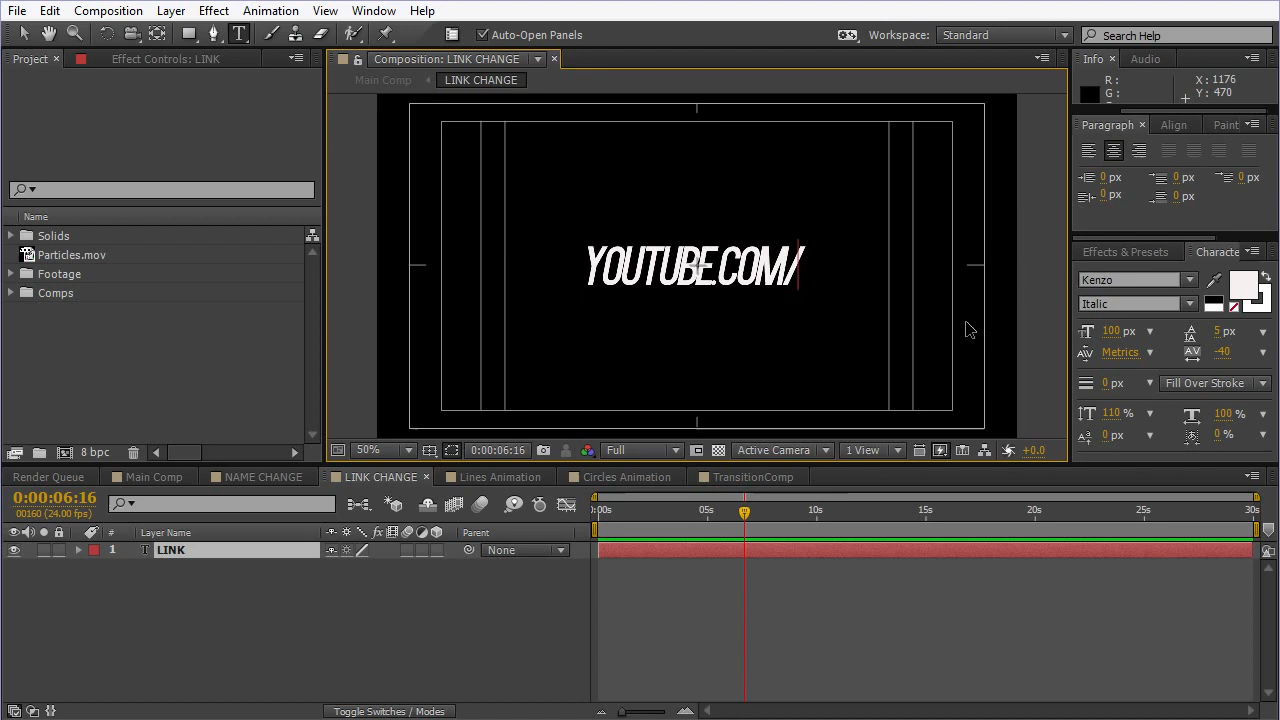 File Edit Composition Layer Effect Animation View Window Help
Auto-Open Panels Workspace: Standard Search Help
Project × Effect Controls: LINK Composition: LINK CHANGE × Info × Audio
Main Comp LINK CHANGE
R: X: 1176
G: Y: 470
Paragraph × Align Paint
0 px 0 px 0 px
0 px 0 px
Name
Solids
Particles.mov
Footage
Comps
YOUTUBE.COM/
Effects & Presets Characte
Kenzo
Italic
100 px 5 px
Metrics -40
0 px Fill Over Stroke
110 % 100 %
0 px 0 %
8 bpc 50% 0:00:06:16 Full Active Camera 1 View +0.0
Render Queue Main Comp NAME CHANGE LINK CHANGE × Lines Animation Circles Animation TransitionComp
0:00:06:16
00160 (24.00 fps)
0:00s 05s 10s 15s 20s 25s 30s
# Layer Name fx Parent
1 T LINK None
Toggle Switches / Modes